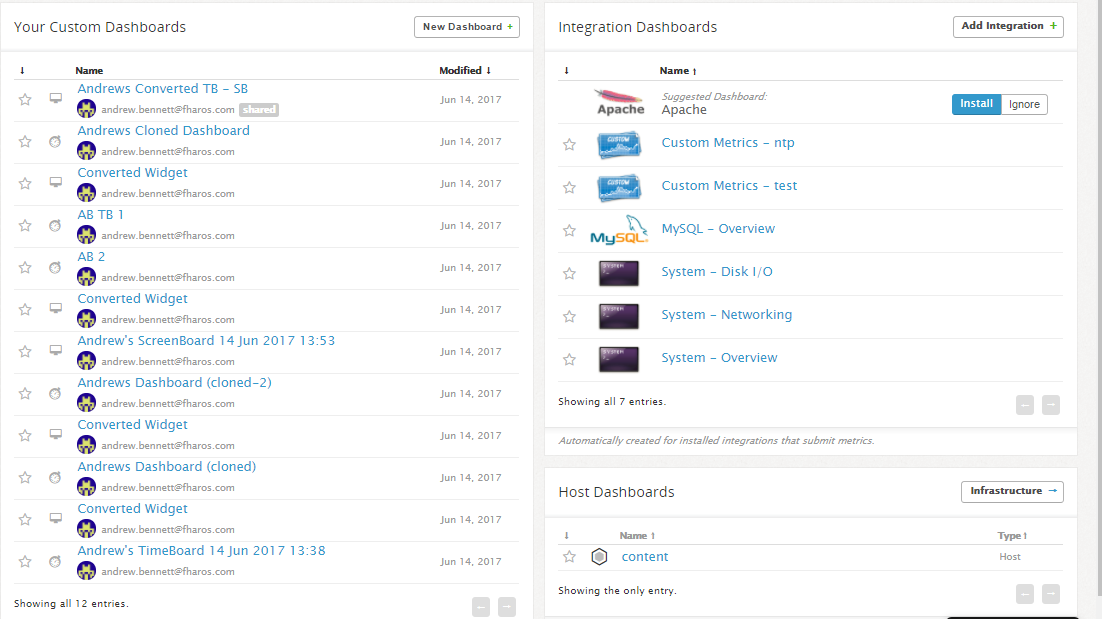 Your Custom Dashboards
New Dashboard +
↓ Name Modified ↓
Andrews Converted TB - SB
andrew.bennett@fharos.com shared
Jun 14, 2017
Andrews Cloned Dashboard
andrew.bennett@fharos.com
Jun 14, 2017
Converted Widget
andrew.bennett@fharos.com
Jun 14, 2017
AB TB 1
andrew.bennett@fharos.com
Jun 14, 2017
AB 2
andrew.bennett@fharos.com
Jun 14, 2017
Converted Widget
andrew.bennett@fharos.com
Jun 14, 2017
Andrew's ScreenBoard 14 Jun 2017 13:53
andrew.bennett@fharos.com
Jun 14, 2017
Andrews Dashboard (cloned-2)
andrew.bennett@fharos.com
Jun 14, 2017
Converted Widget
andrew.bennett@fharos.com
Jun 14, 2017
Andrews Dashboard (cloned)
andrew.bennett@fharos.com
Jun 14, 2017
Converted Widget
andrew.bennett@fharos.com
Jun 14, 2017
Andrew's TimeBoard 14 Jun 2017 13:38
andrew.bennett@fharos.com
Jun 14, 2017
Showing all 12 entries.
← →
Integration Dashboards
Add Integration +
↓ Name ↑
Apache
Suggested Dashboard:
Apache
Install Ignore
CUSTOM
Custom Metrics - ntp
CUSTOM
Custom Metrics - test
MySQL
MySQL - Overview
SYSTEM
System - Disk I/O
SYSTEM
System - Networking
SYSTEM
System - Overview
Showing all 7 entries.
← →
Automatically created for installed integrations that submit metrics.
Host Dashboards
Infrastructure →
↓ Name ↑ Type ↑
content Host
Showing the only entry.
← →